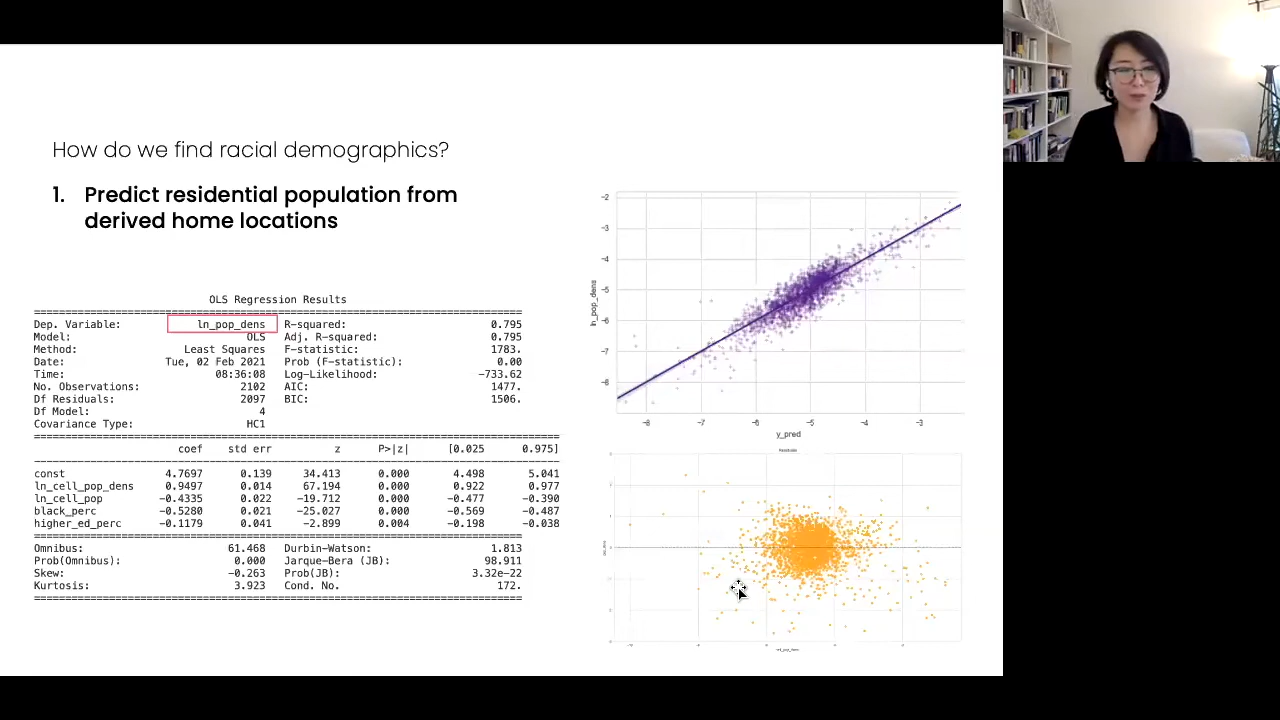 How do we find racial demographics?
1. Predict residential population from
derived home locations
OLS Regression Results
==============================================================================
Dep. Variable: ln_pop_dens R-squared: 0.795
Model: OLS Adj. R-squared: 0.795
Method: Least Squares F-statistic: 1783.
Date: Tue, 02 Feb 2021 Prob (F-statistic): 0.00
Time: 08:36:08 Log-Likelihood: -733.62
No. Observations: 2102 AIC: 1477.
Df Residuals: 2097 BIC: 1506.
Df Model: 4
Covariance Type: HC1
==============================================================================
coef std err z P>|z| [0.025 0.975]
------------------------------------------------------------------------------
const 4.7697 0.139 34.413 0.000 4.498 5.041
ln_cell_pop_dens 0.9497 0.014 67.194 0.000 0.922 0.977
ln_cell_pop -0.4335 0.022 -19.712 0.000 -0.477 -0.390
black_perc -0.5280 0.021 -25.027 0.000 -0.569 -0.487
higher_ed_perc -0.1179 0.041 -2.899 0.004 -0.198 -0.038
==============================================================================
Omnibus: 61.468 Durbin-Watson: 1.813
Prob(Omnibus): 0.000 Jarque-Bera (JB): 98.911
Skew: -0.263 Prob(JB): 3.32e-22
Kurtosis: 3.923 Cond. No. 172.
==============================================================================
-2
-3
-4
-5
-6
-7
-8
ln_pop_dens
-8 -7 -6 -5 -4 -3
y_pred
Residuals